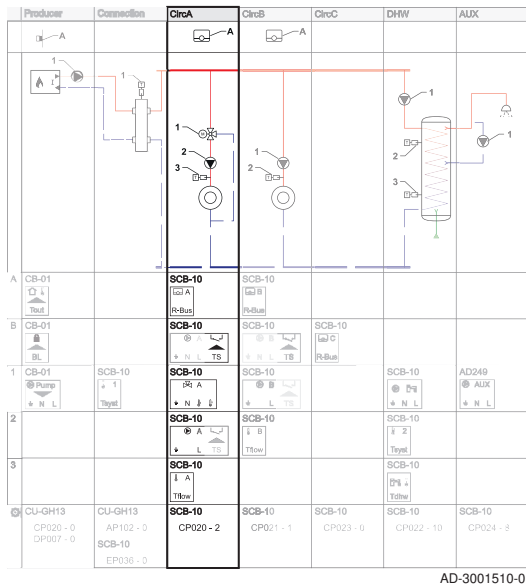 Producer Connection CircA CircB CircC DHW AUX
A A A
1 1 1
1 1 1
2 2 2
3 3 3
A CB-01 SCB-10 SCB-10
A B
Tout R-Bus R-Bus
B CB-01 SCB-10 SCB-10 SCB-10
A B C
BL N L TS N L TS R-Bus
1 CB-01 SCB-10 SCB-10 SCB-10 SCB-10 AD249
Pump 1 A B AUX
N L Tsyst N L TS N L N L
2 SCB-10 SCB-10 SCB-10
A B 2
L TS Tflow Tsyst
3 SCB-10 SCB-10
A
Tflow Tdhw
CU-GH13 CU-GH13 SCB-10 SCB-10 SCB-10 SCB-10 SCB-10
CP020 - 0 AP102 - 0 CP020 - 2 CP021 - 1 CP023 - 0 CP022 - 10 CP024 - 8
DP007 - 0 SCB-10
EP036 - 0
AD-3001510-0